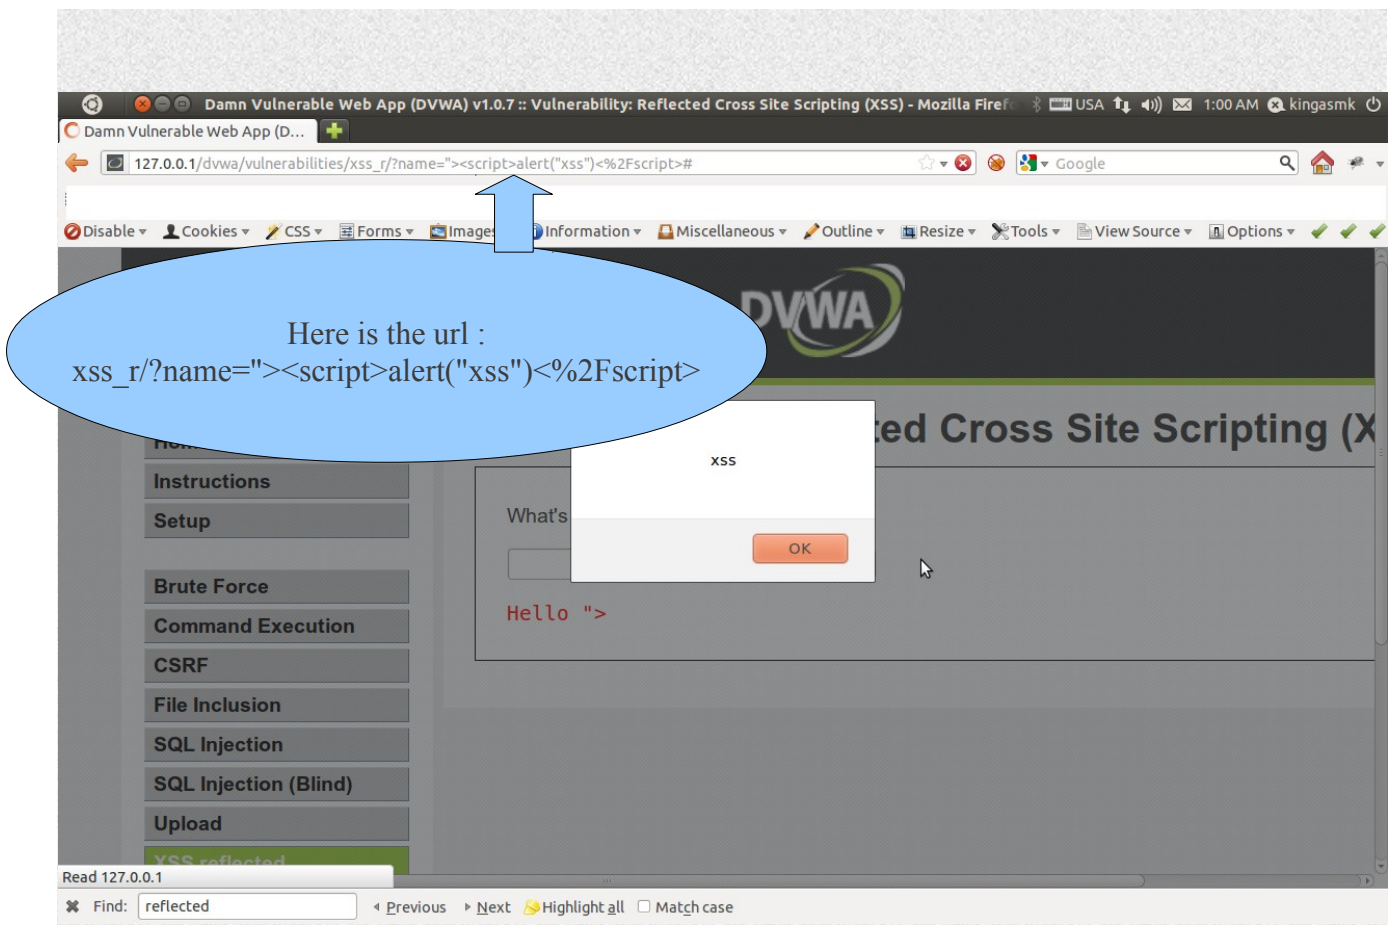 Damn Vulnerable Web App (DVWA) v1.0.7 :: Vulnerability: Reflected Cross Site Scripting (XSS) - Mozilla Firef
USA 1:00 AM kingasmk
Damn Vulnerable Web App (D...
127.0.0.1/dvwa/vulnerabilities/xss_r/?name="><script>alert("xss")<%2Fscript>#
Google
Disable Cookies CSS Forms Images Information Miscellaneous Outline Resize Tools View Source Options
DVWA
Here is the url :
xss_r/?name="><script>alert("xss")<%2Fscript>
ted Cross Site Scripting (X
xss
OK
Instructions
Setup
What's
Hello ">
Brute Force
Command Execution
CSRF
File Inclusion
SQL Injection
SQL Injection (Blind)
Upload
XSS reflected
Read 127.0.0.1
Find: reflected Previous Next Highlight all Match case